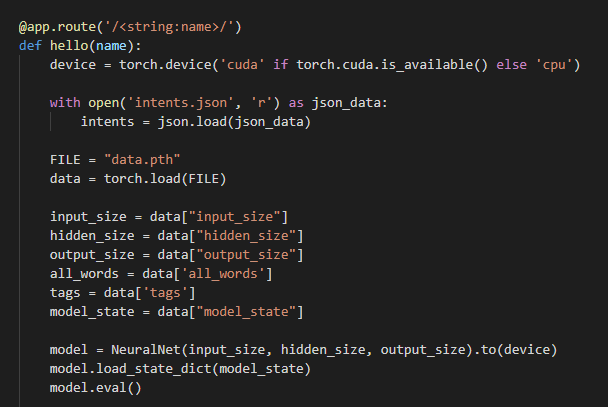 @app.route('/<string:name>/')
def hello(name):
    device = torch.device('cuda' if torch.cuda.is_available() else 'cpu')

    with open('intents.json', 'r') as json_data:
        intents = json.load(json_data)

    FILE = "data.pth"
    data = torch.load(FILE)

    input_size = data["input_size"]
    hidden_size = data["hidden_size"]
    output_size = data["output_size"]
    all_words = data['all_words']
    tags = data['tags']
    model_state = data["model_state"]

    model = NeuralNet(input_size, hidden_size, output_size).to(device)
    model.load_state_dict(model_state)
    model.eval()